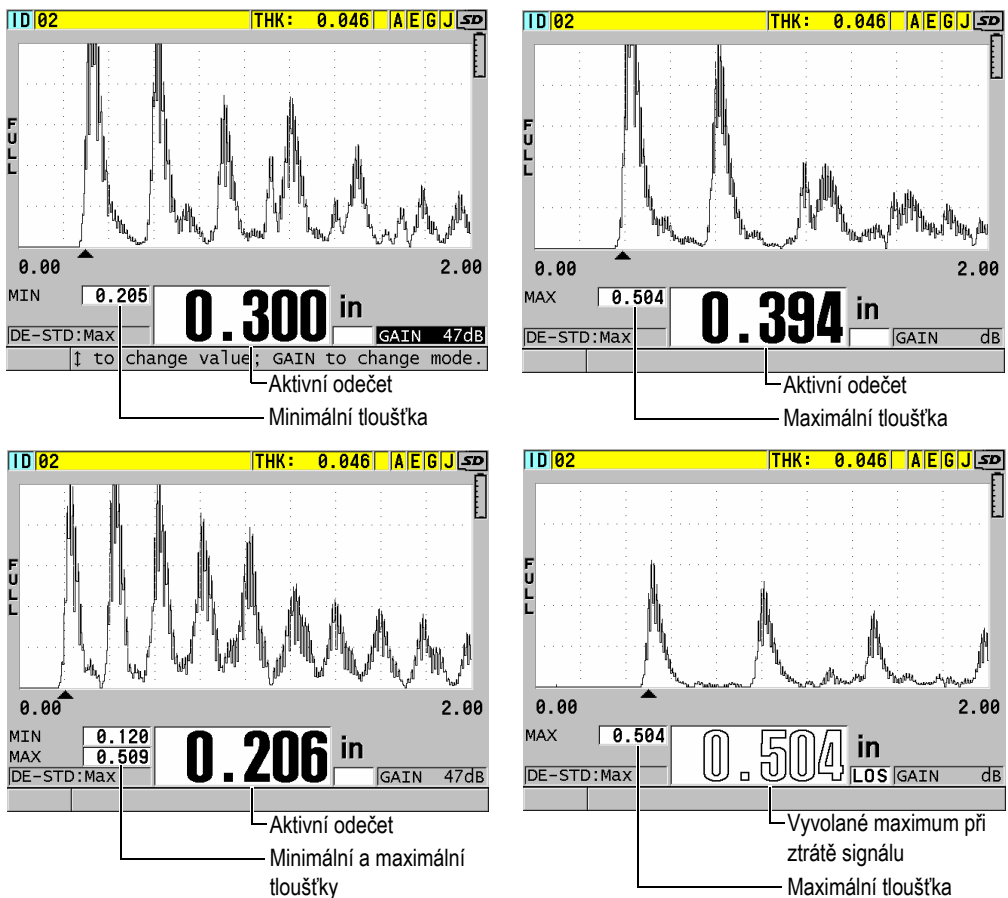 ID 02 THK: 0.046 A E G J SD
FULL
0.00 2.00
MIN 0.205
0.300 in
DE-STD:Max GAIN 47dB
↕ to change value; GAIN to change mode.
Aktivní odečet
Minimální tloušťka
ID 02 THK: 0.046 A E G J SD
FULL
0.00 2.00
MAX 0.504
0.394 in
DE-STD:Max GAIN dB
Aktivní odečet
Maximální tloušťka
ID 02 THK: 0.046 A E G J SD
FULL
0.00 2.00
MIN 0.120
MAX 0.509
0.206 in
DE-STD:Max GAIN 47dB
Aktivní odečet
Minimální a maximální
tloušťky
ID 02 THK: 0.046 A E G J SD
FULL
0.00 2.00
MAX 0.504
0.504 in
DE-STD:Max LOS GAIN dB
Vyvolané maximum při
ztrátě signálu
Maximální tloušťka